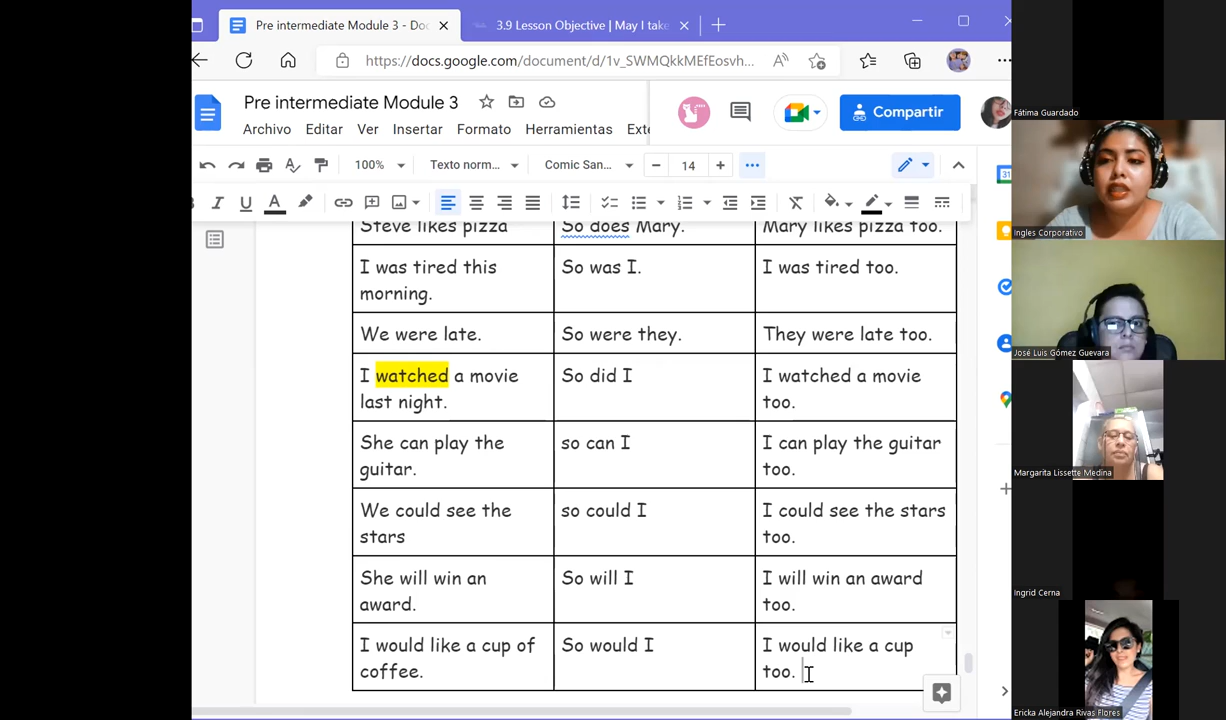 Pre intermediate Module 3 - Doc
3.9 Lesson Objective | May I take
https://docs.google.com/document/d/1v_SWMQkkMEfEosvh...
Pre intermediate Module 3
Compartir
Archivo Editar Ver Insertar Formato Herramientas Exte
100% Texto norm... Comic San... 14
Steve likes pizza So does Mary. Mary likes pizza too.
I was tired this So was I. I was tired too.
morning.
We were late. So were they. They were late too.
I watched a movie So did I I watched a movie
last night. too.
She can play the so can I I can play the guitar
guitar. too.
We could see the so could I I could see the stars
stars too.
She will win an So will I I will win an award
award. too.
I would like a cup of So would I I would like a cup
coffee. too.
Fátima Guardado
Ingles Corporativo
José Luis Gómez Guevara
Margarita Lissette Medina
Ingrid Cerna
Ericka Alejandra Rivas Flores